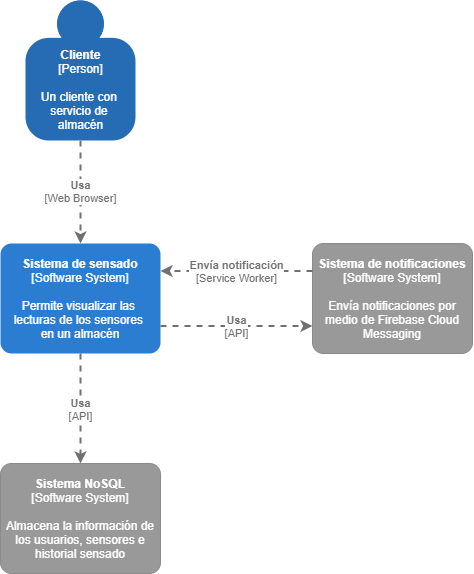 Cliente
[Person]
Un cliente con
servicio de
almacén
Usa
[Web Browser]
Sistema de sensado
[Software System]
Permite visualizar las
lecturas de los sensores
en un almacén
Envía notificación
[Service Worker]
Usa
[API]
Sistema de notificaciones
[Software System]
Envía notificaciones por
medio de Firebase Cloud
Messaging
Usa
[API]
Sistema NoSQL
[Software System]
Almacena la información de
los usuarios, sensores e
historial sensado